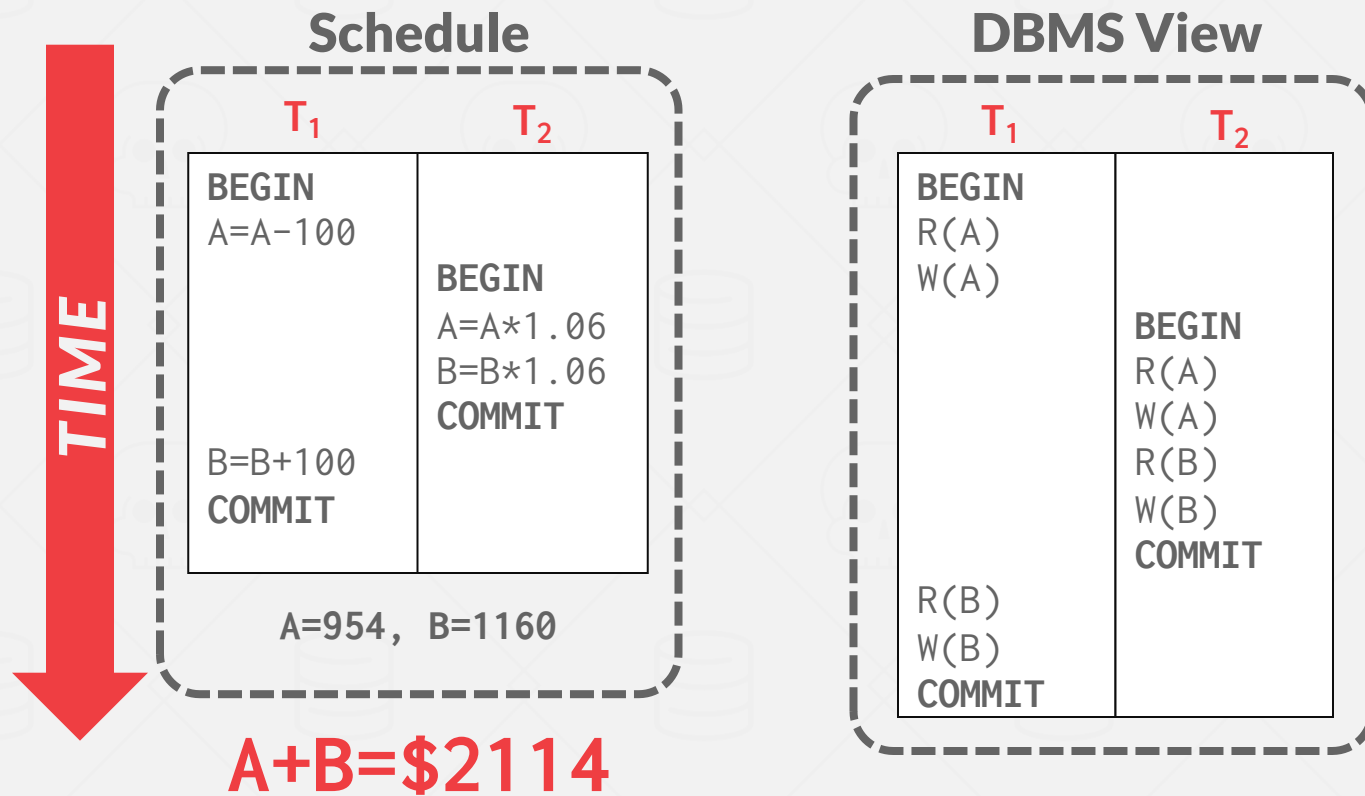 Schedule
DBMS View
TIME
T₁ T₂
BEGIN
A=A-100
BEGIN
A=A*1.06
B=B*1.06
COMMIT
B=B+100
COMMIT
A=954, B=1160
A+B=$2114
T₁ T₂
BEGIN
R(A)
W(A)
BEGIN
R(A)
W(A)
R(B)
W(B)
COMMIT
R(B)
W(B)
COMMIT